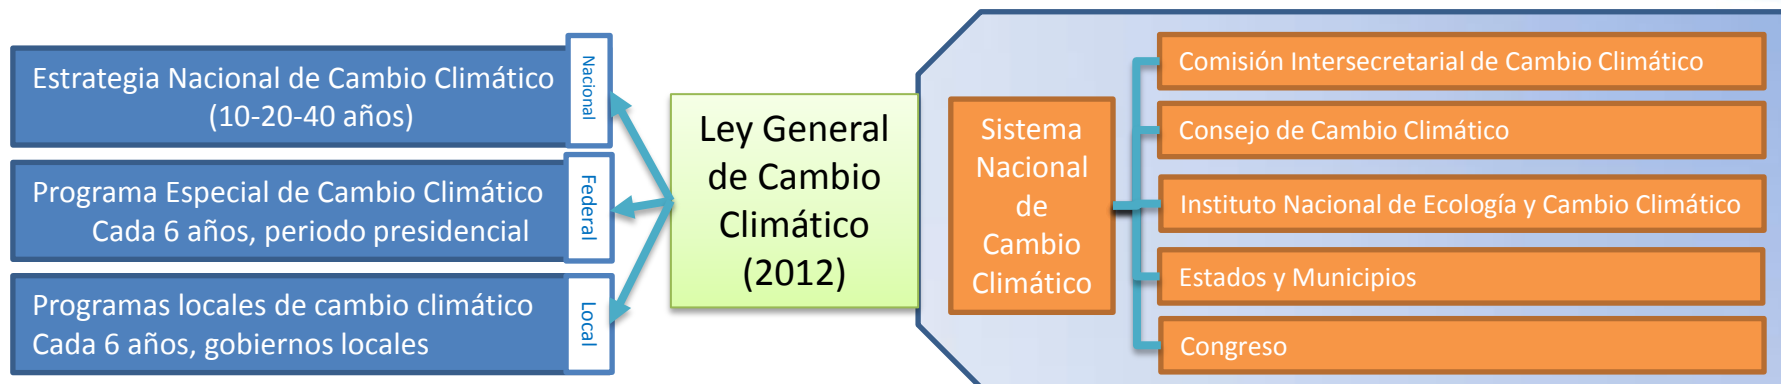 Estrategia Nacional de Cambio Climático
(10-20-40 años)
Nacional
Programa Especial de Cambio Climático
Cada 6 años, periodo presidencial
Federal
Programas locales de cambio climático
Cada 6 años, gobiernos locales
Local
Ley General
de Cambio
Climático
(2012)
Sistema
Nacional
de
Cambio
Climático
Comisión Intersecretarial de Cambio Climático
Consejo de Cambio Climático
Instituto Nacional de Ecología y Cambio Climático
Estados y Municipios
Congreso